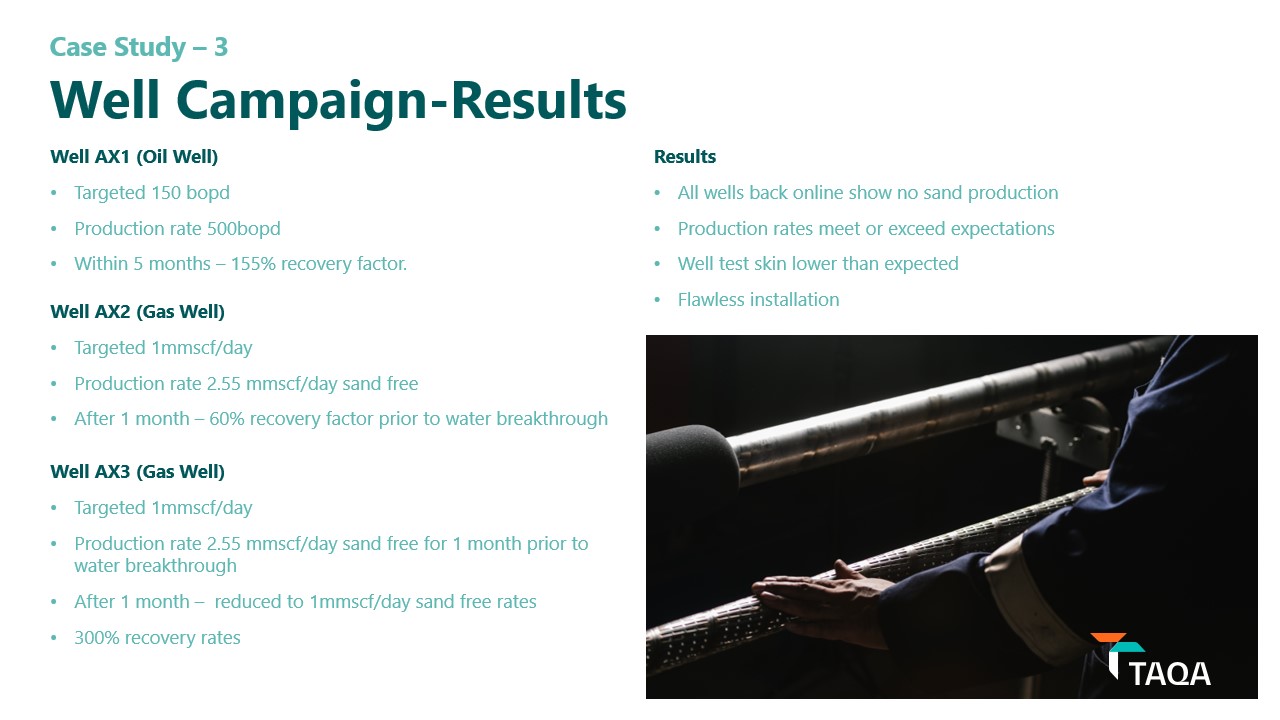 Case Study – 3
Well Campaign-Results
Well AX1 (Oil Well)
• Targeted 150 bopd
• Production rate 500bopd
• Within 5 months – 155% recovery factor.
Well AX2 (Gas Well)
• Targeted 1mmscf/day
• Production rate 2.55 mmscf/day sand free
• After 1 month – 60% recovery factor prior to water breakthrough
Well AX3 (Gas Well)
• Targeted 1mmscf/day
• Production rate 2.55 mmscf/day sand free for 1 month prior to
water breakthrough
• After 1 month –  reduced to 1mmscf/day sand free rates
• 300% recovery rates
Results
• All wells back online show no sand production
• Production rates meet or exceed expectations
• Well test skin lower than expected
• Flawless installation
TAQA